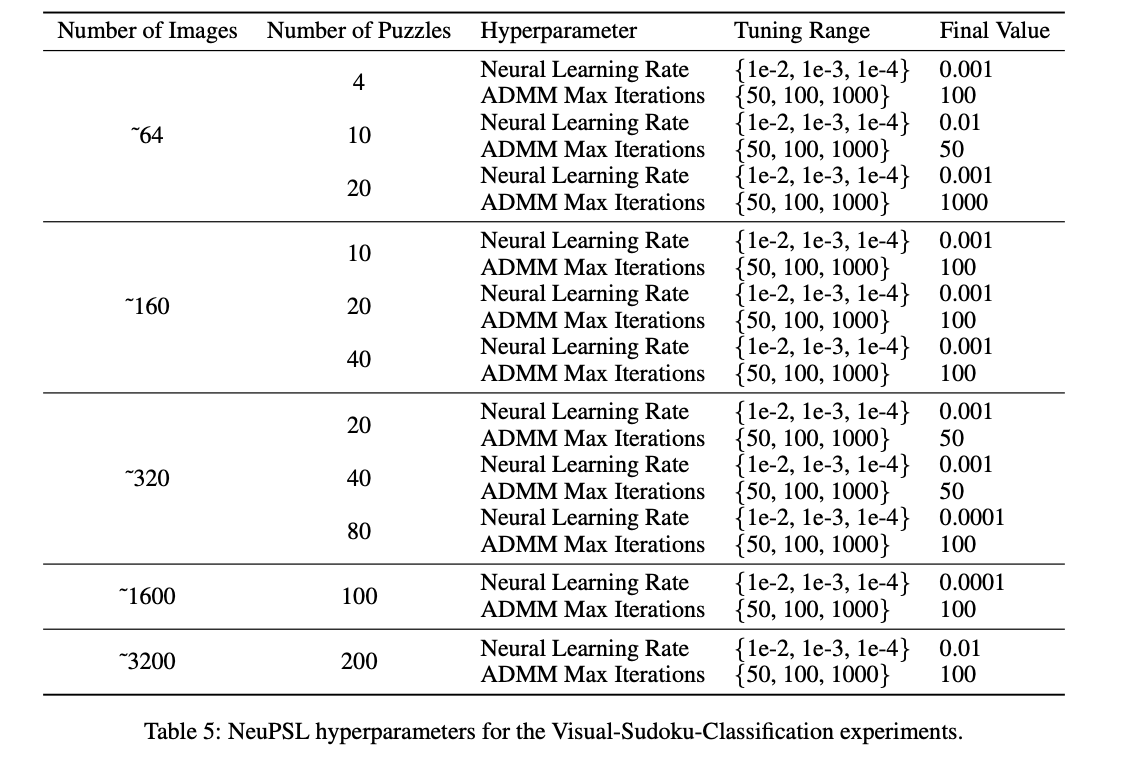 Number of Images Number of Puzzles Hyperparameter Tuning Range Final Value
4 Neural Learning Rate {1e-2, 1e-3, 1e-4} 0.001
ADMM Max Iterations {50, 100, 1000} 100
~64 10 Neural Learning Rate {1e-2, 1e-3, 1e-4} 0.01
ADMM Max Iterations {50, 100, 1000} 50
20 Neural Learning Rate {1e-2, 1e-3, 1e-4} 0.001
ADMM Max Iterations {50, 100, 1000} 1000
10 Neural Learning Rate {1e-2, 1e-3, 1e-4} 0.001
ADMM Max Iterations {50, 100, 1000} 100
~160 20 Neural Learning Rate {1e-2, 1e-3, 1e-4} 0.001
ADMM Max Iterations {50, 100, 1000} 100
40 Neural Learning Rate {1e-2, 1e-3, 1e-4} 0.001
ADMM Max Iterations {50, 100, 1000} 100
20 Neural Learning Rate {1e-2, 1e-3, 1e-4} 0.001
ADMM Max Iterations {50, 100, 1000} 50
~320 40 Neural Learning Rate {1e-2, 1e-3, 1e-4} 0.001
ADMM Max Iterations {50, 100, 1000} 50
80 Neural Learning Rate {1e-2, 1e-3, 1e-4} 0.0001
ADMM Max Iterations {50, 100, 1000} 100
~1600 100 Neural Learning Rate {1e-2, 1e-3, 1e-4} 0.0001
ADMM Max Iterations {50, 100, 1000} 100
~3200 200 Neural Learning Rate {1e-2, 1e-3, 1e-4} 0.01
ADMM Max Iterations {50, 100, 1000} 100
Table 5: NeuPSL hyperparameters for the Visual-Sudoku-Classification experiments.